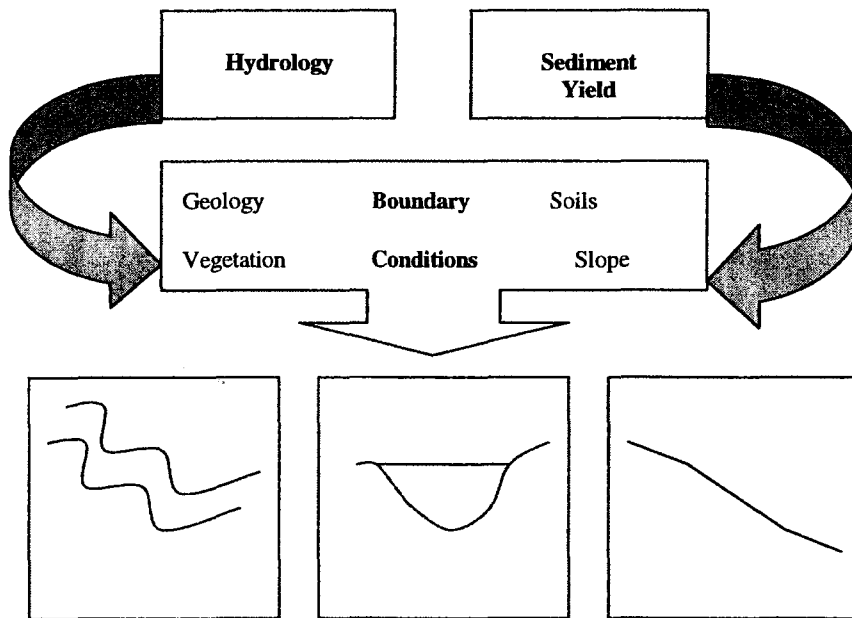 Hydrology
Sediment
Yield
Geology Boundary Soils
Vegetation Conditions Slope